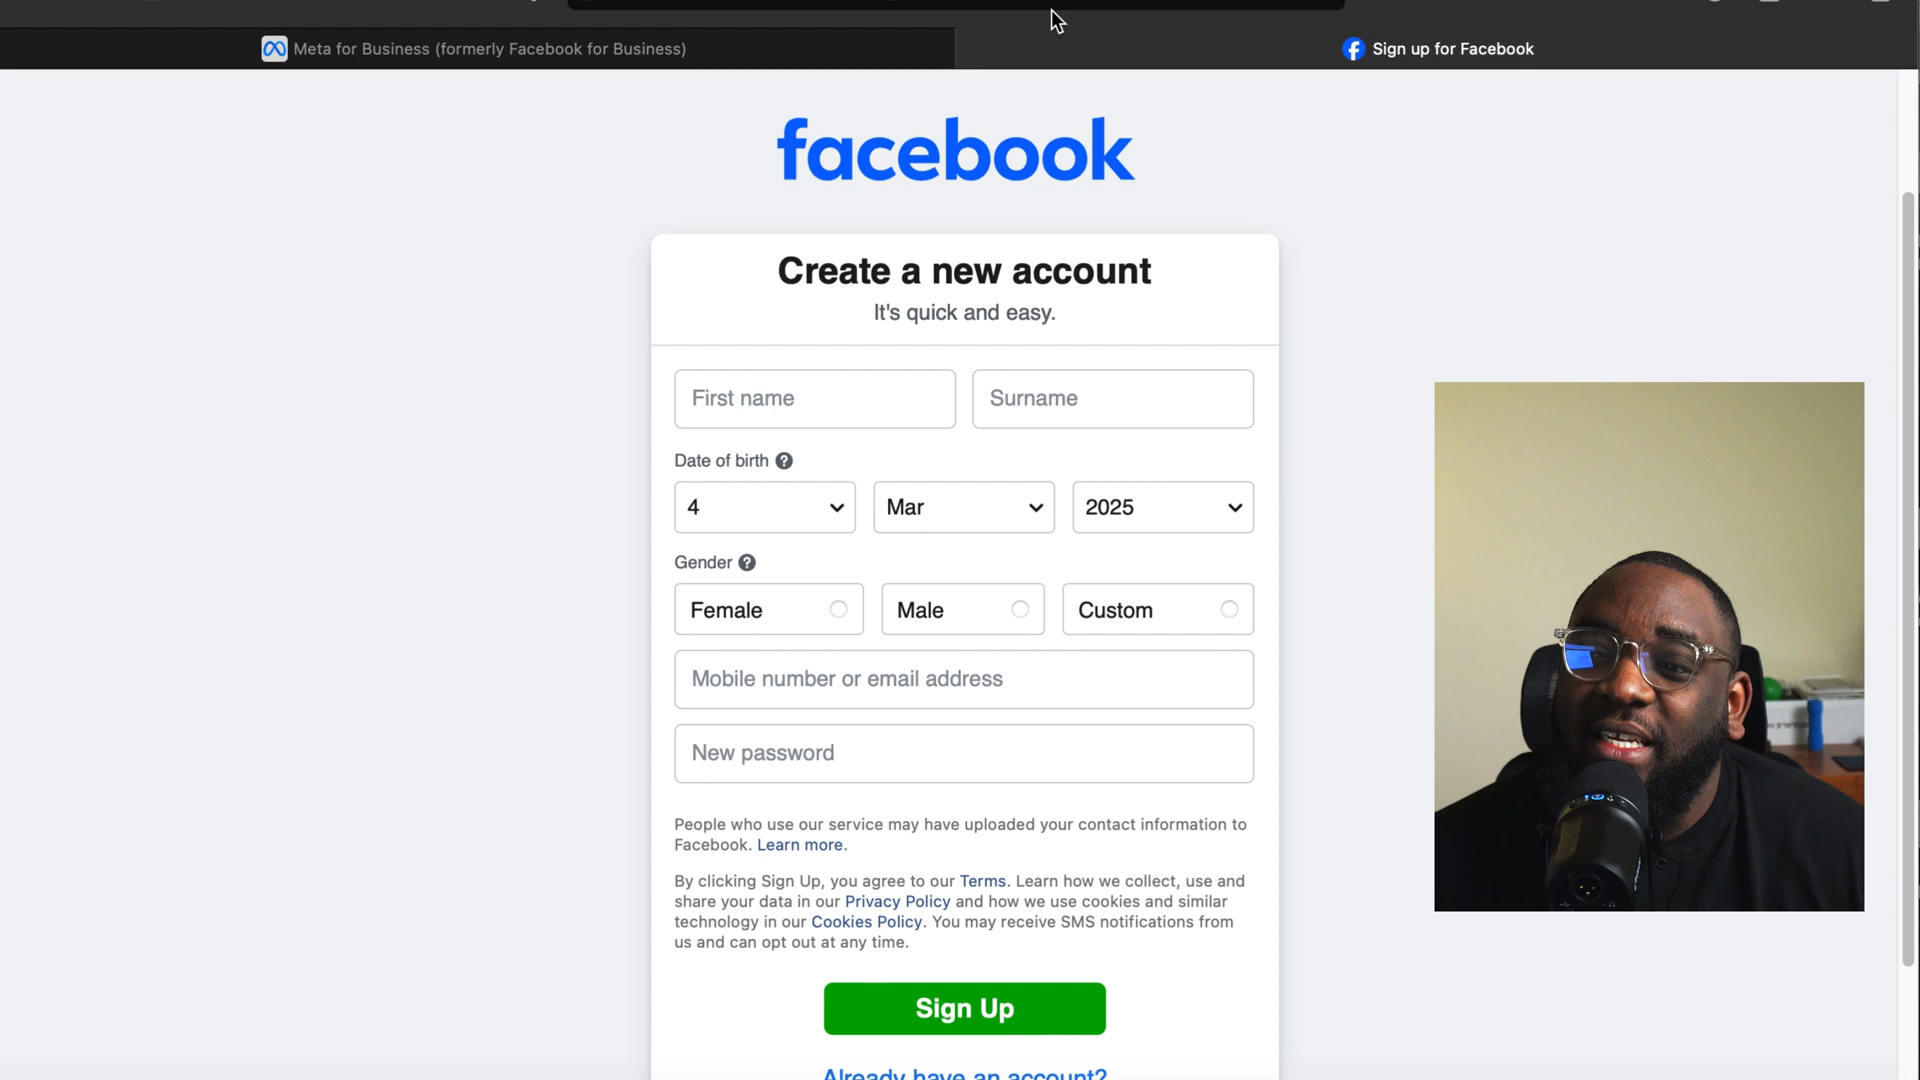 Meta for Business (formerly Facebook for Business)
Sign up for Facebook
facebook
Create a new account
It's quick and easy.
First name
Surname
Date of birth
4
Mar
2025
Gender
Female
Male
Custom
Mobile number or email address
New password
People who use our service may have uploaded your contact information to
Facebook. Learn more.
By clicking Sign Up, you agree to our Terms. Learn how we collect, use and
share your data in our Privacy Policy and how we use cookies and similar
technology in our Cookies Policy. You may receive SMS notifications from
us and can opt out at any time.
Sign Up
Already have an account?